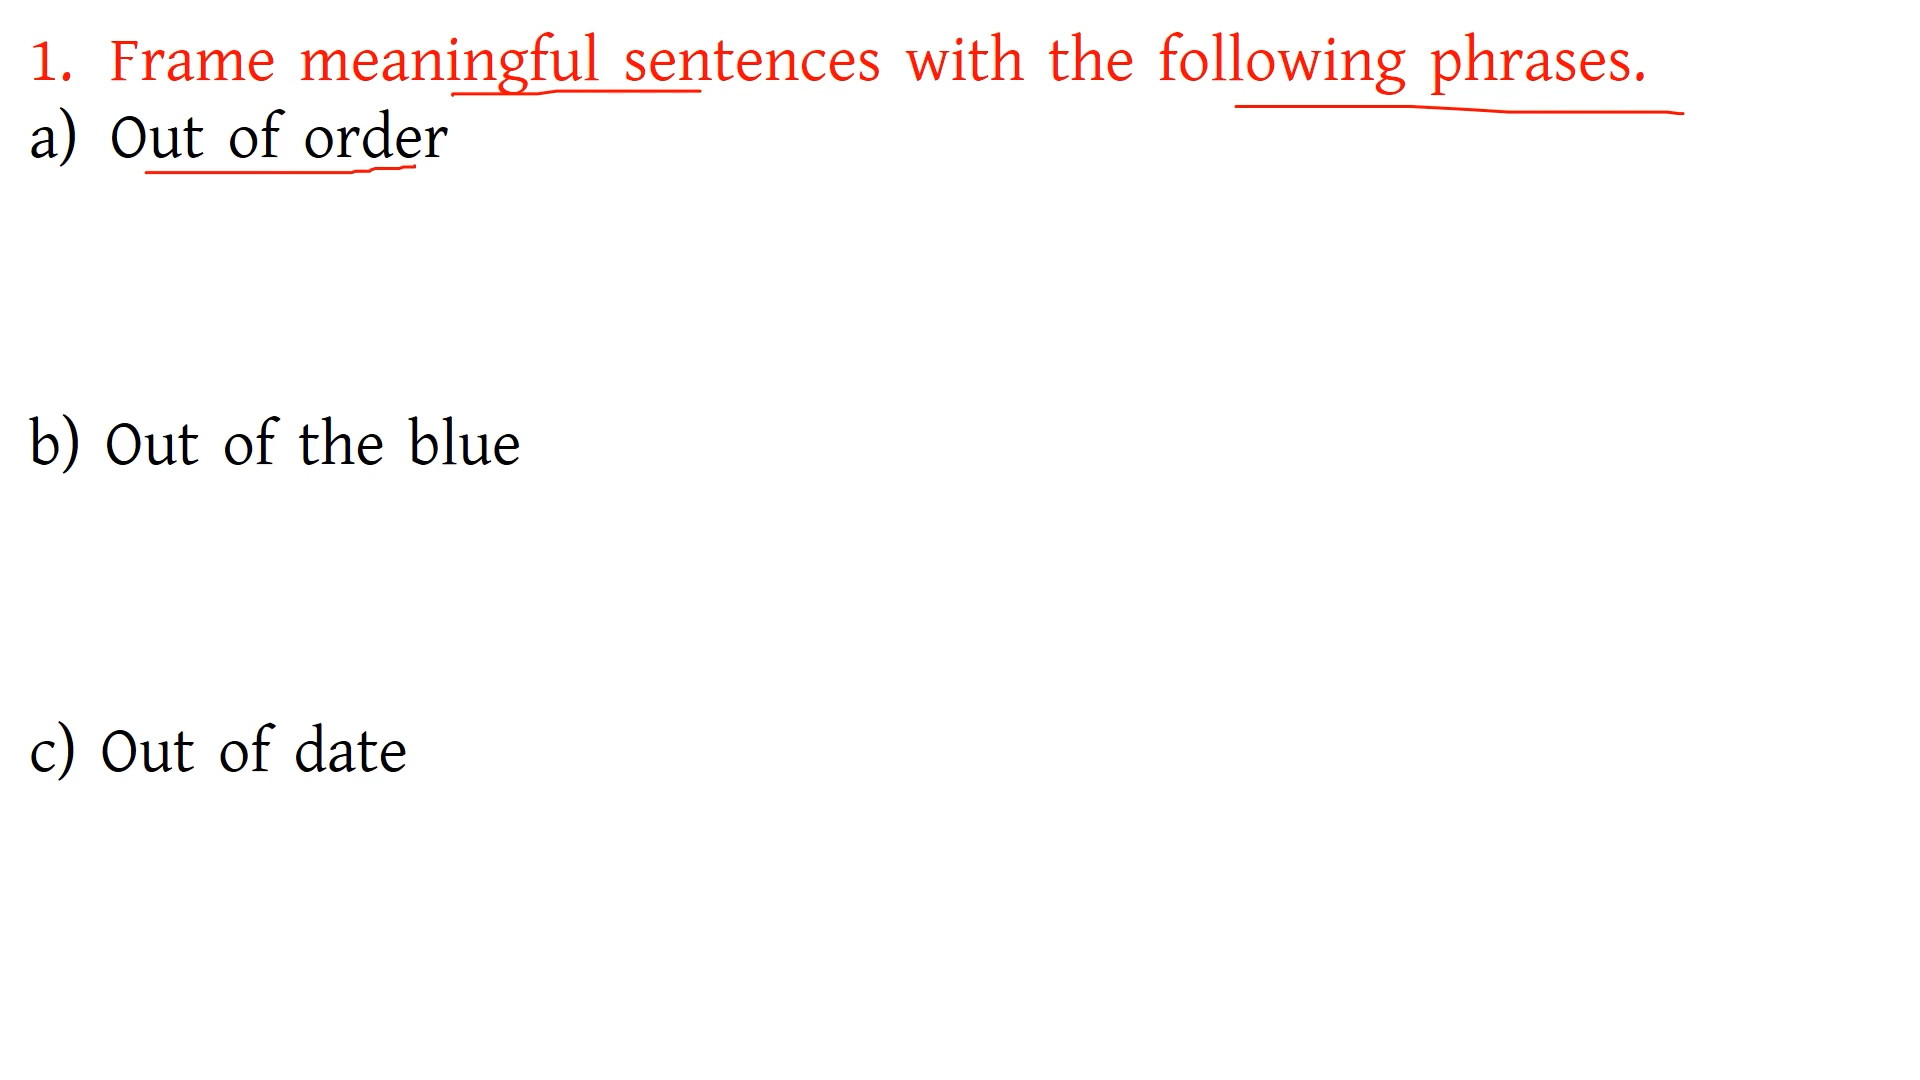 1. Frame meaningful sentences with the following phrases.
a) Out of order
b) Out of the blue
c) Out of date